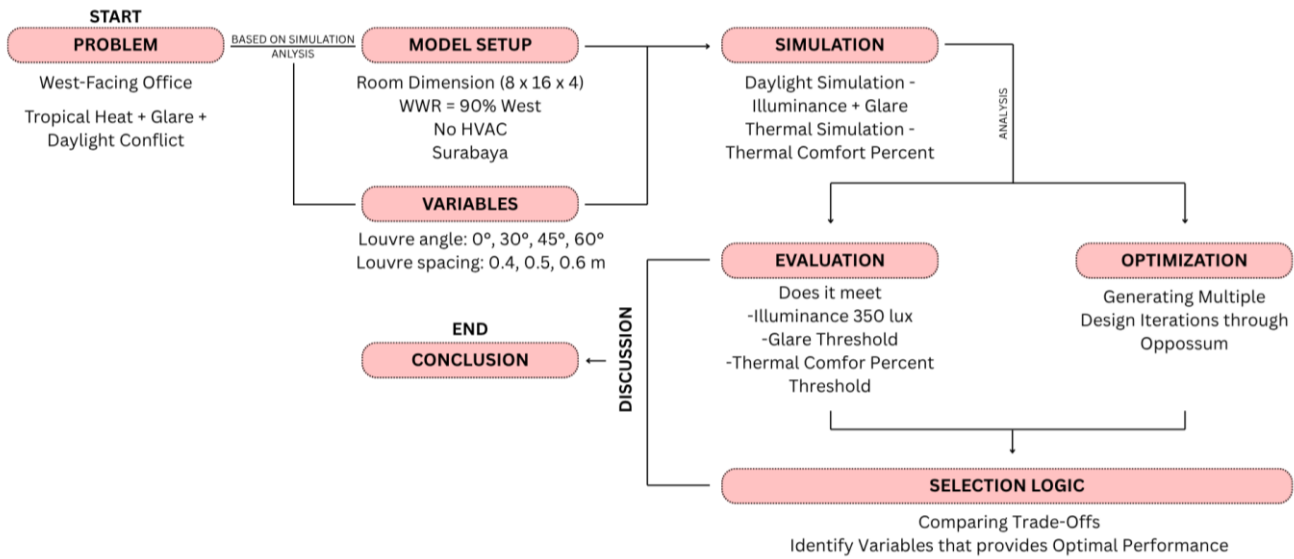 START
PROBLEM
West-Facing Office
Tropical Heat + Glare +
Daylight Conflict
BASED ON SIMULATION
ANLYSIS
MODEL SETUP
Room Dimension (8 x 16 x 4)
WWR = 90% West
No HVAC
Surabaya
VARIABLES
Louvre angle: 0°, 30°, 45°, 60°
Louvre spacing: 0.4, 0.5, 0.6 m
SIMULATION
Daylight Simulation -
Illuminance + Glare
Thermal Simulation -
Thermal Comfort Percent
ANALYSIS
EVALUATION
Does it meet
-Illuminance 350 lux
-Glare Threshold
-Thermal Comfor Percent
Threshold
OPTIMIZATION
Generating Multiple
Design Iterations through
Oppossum
SELECTION LOGIC
Comparing Trade-Offs
Identify Variables that provides Optimal Performance
DISCUSSION
END
CONCLUSION